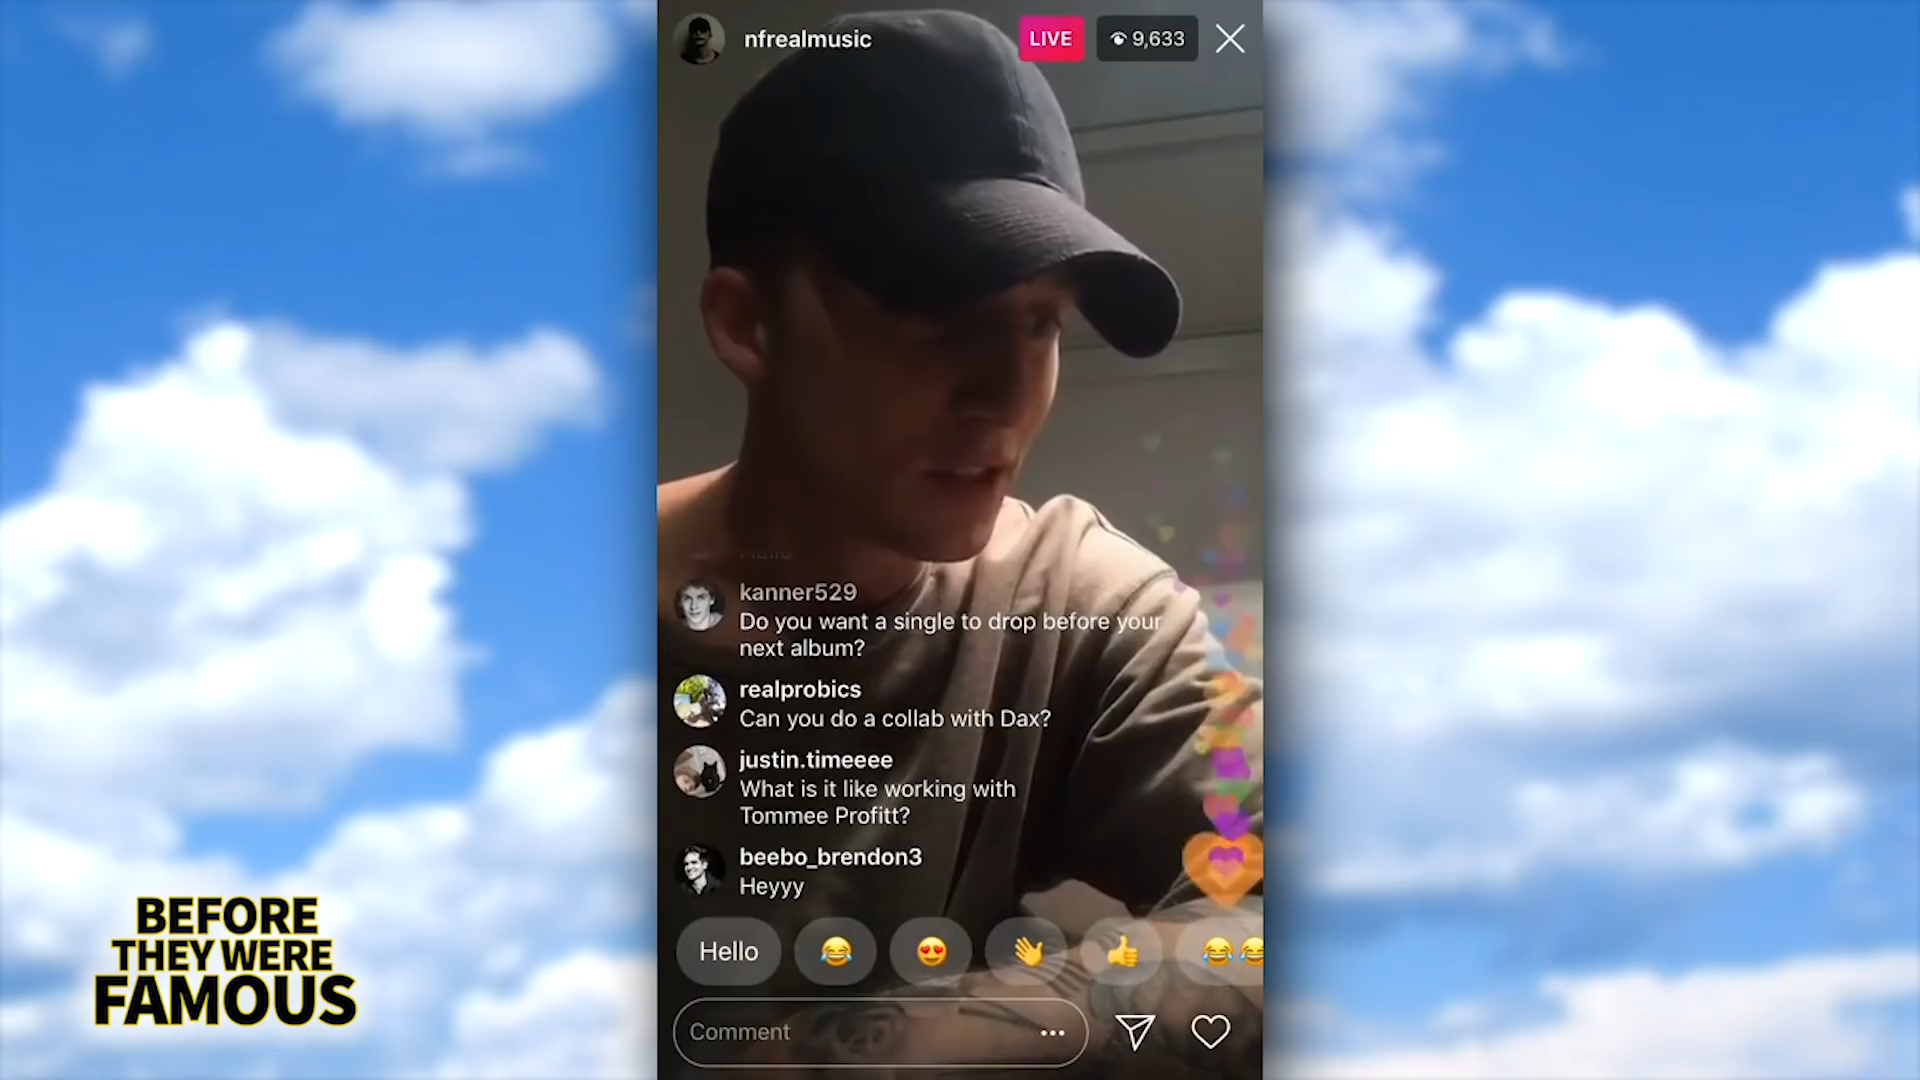 nfrealmusic
LIVE
9,633
kanner529
Do you want a single to drop before your
next album?
realprobics
Can you do a collab with Dax?
justin.timeeee
What is it like working with
Tommee Profitt?
beebo_brendon3
Heyyy
Hello
Comment
BEFORE
THEY WERE
FAMOUS